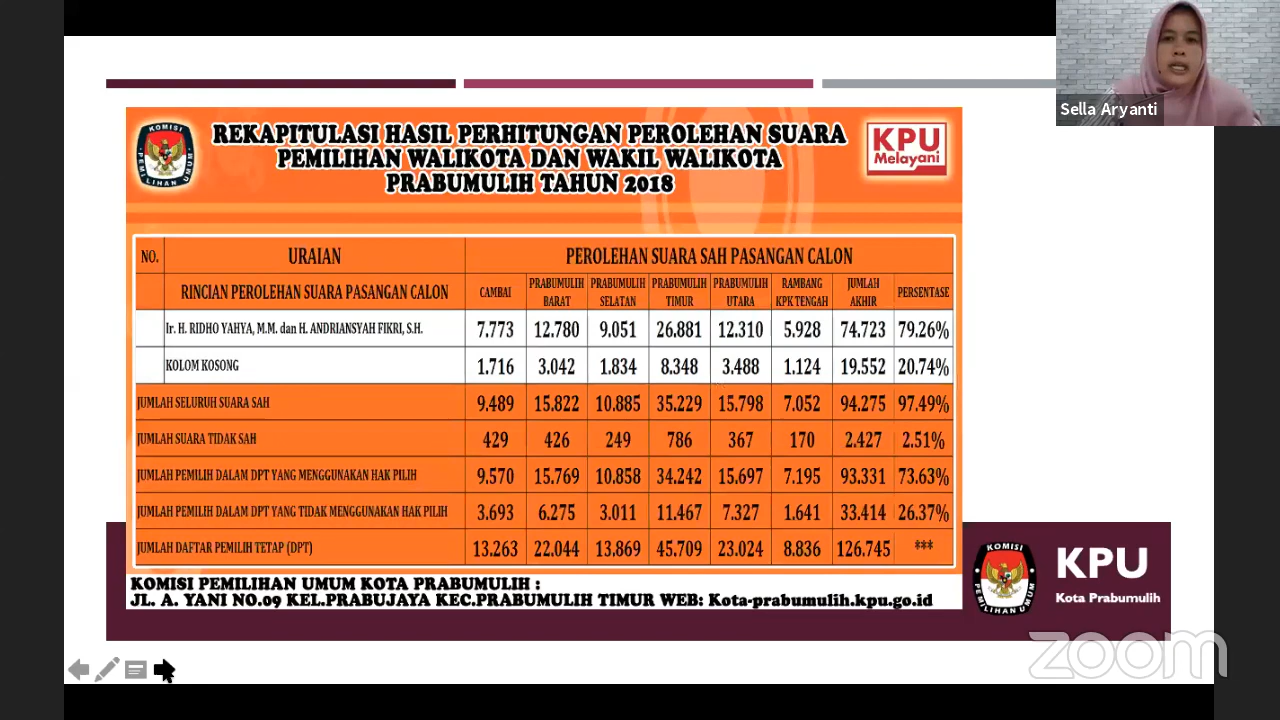 Sella Aryanti
KOMISI
PEMILIHAN UMUM
REKAPITULASI HASIL PERHITUNGAN PEROLEHAN SUARA
PEMILIHAN WALIKOTA DAN WAKIL WALIKOTA
PRABUMULIH TAHUN 2018
KPU
Melayani
NO. URAIAN PEROLEHAN SUARA SAH PASANGAN CALON
RINCIAN PEROLEHAN SUARA PASANGAN CALON CAMBAI PRABUMULIH BARAT PRABUMULIH SELATAN PRABUMULIH TIMUR PRABUMULIH UTARA RAMBANG KPK TENGAH JUMLAH AKHIR PERSENTASE
Ir. H. RIDHO YAHYA, M.M. dan H. ANDRIANSYAH FIKRI, S.H. 7.773 12.780 9.051 26.881 12.310 5.928 74.723 79.26%
KOLOM KOSONG 1.716 3.042 1.834 8.348 3.488 1.124 19.552 20.74%
JUMLAH SELURUH SUARA SAH 9.489 15.822 10.885 35.229 15.798 7.052 94.275 97.49%
JUMLAH SUARA TIDAK SAH 429 426 249 786 367 170 2.427 2.51%
JUMLAH PEMILIH DALAM DPT YANG MENGGUNAKAN HAK PILIH 9.570 15.769 10.858 34.242 15.697 7.195 93.331 73.63%
JUMLAH PEMILIH DALAM DPT YANG TIDAK MENGGUNAKAN HAK PILIH 3.693 6.275 3.011 11.467 7.327 1.641 33.414 26.37%
JUMLAH DAFTAR PEMILIH TETAP (DPT) 13.263 22.044 13.869 45.709 23.024 8.836 126.745 ***
KOMISI PEMILIHAN UMUM KOTA PRABUMULIH :
JL. A. YANI NO.09 KEL.PRABUJAYA KEC.PRABUMULIH TIMUR WEB: Kota-prabumulih.kpu.go.id
KOMISI
PEMILIHAN UMUM
KPU
Kota Prabumulih
zoom